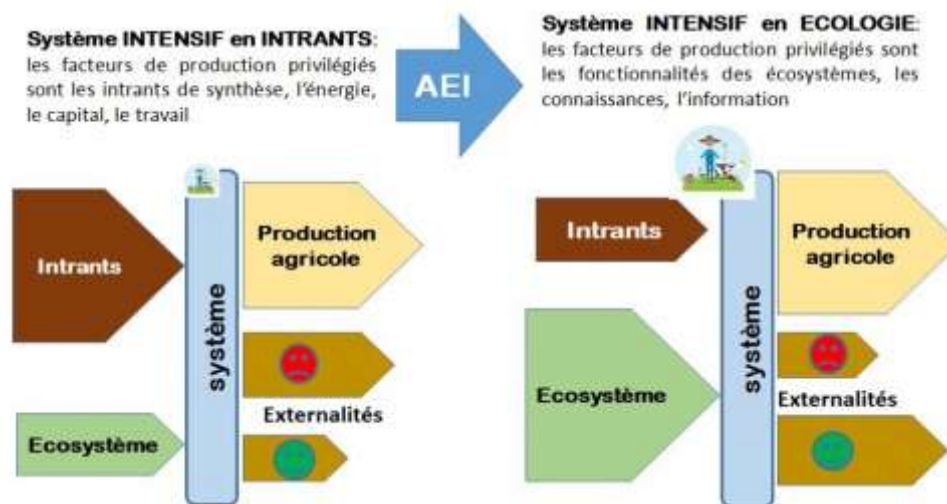 Système INTENSIF en INTRANTS:
les facteurs de production privilégiés
sont les intrants de synthèse, l'énergie,
le capital, le travail
AEI
Système INTENSIF en ECOLOGIE:
les facteurs de production privilégiés sont
les fonctionnalités des écosystèmes, les
connaissances, l'information
Intrants
Ecosystème
système
Production
agricole
Externalités
Intrants
Ecosystème
système
Production
agricole
Externalités